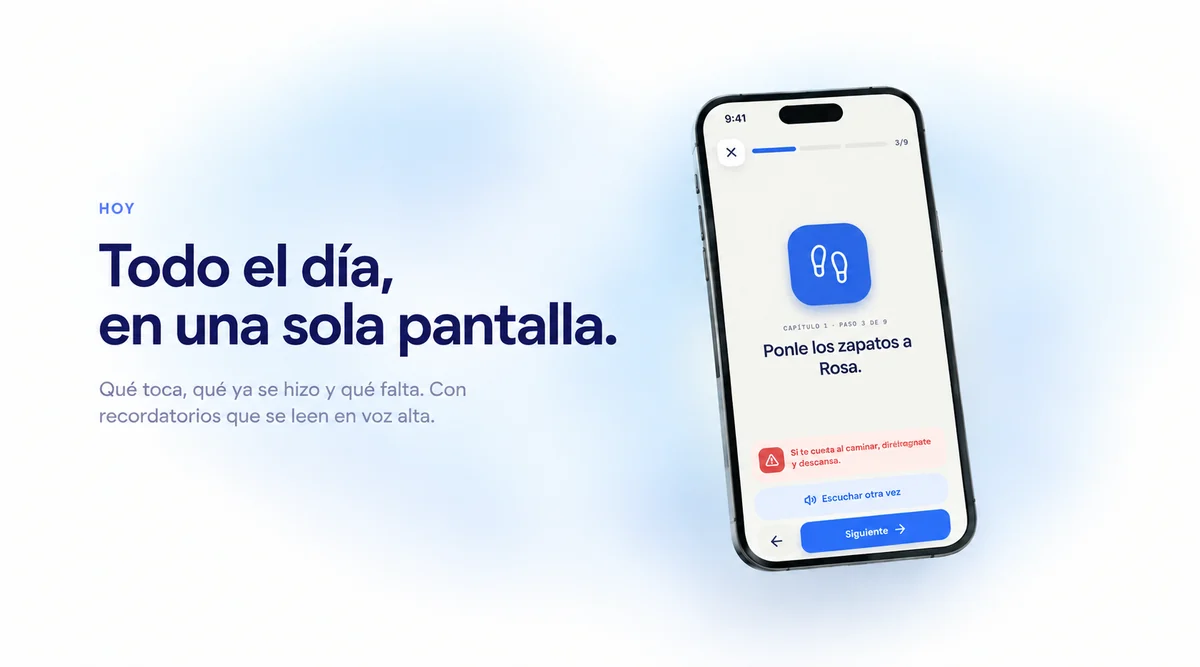 HOY
Todo el día,
en una sola pantalla.
Qué toca, qué ya se hizo y qué falta. Con
recordatorios que se leen en voz alta.
9:41
3/9
CAPÍTULO 1 - PASO 3 DE 9
Ponle los zapatos a
Rosa.
Si te cuesta al caminar,
y descansa.
Escuchar otra vez
Siguiente